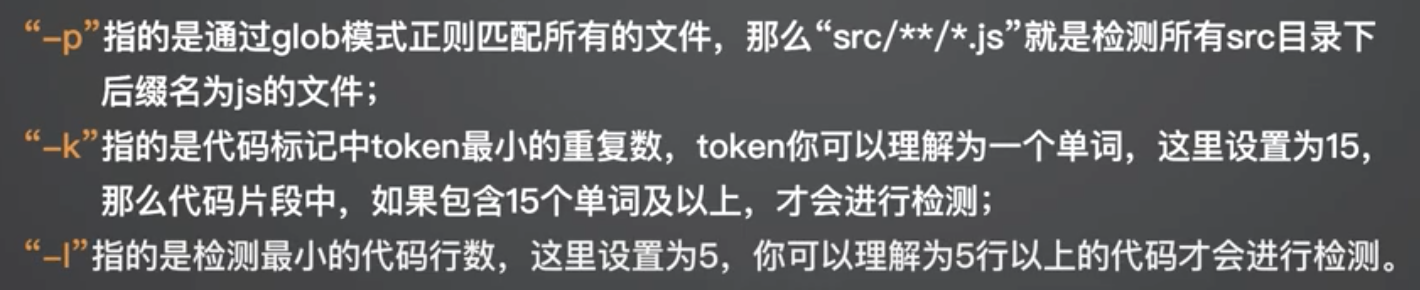 “–p”指的是通过glob模式正则匹配所有的文件，那么“src/**/*.js”就是检测所有src目录下
后缀名为js的文件；
“–k”指的是代码标记中token最小的重复数，token你可以理解为一个单词，这里设置为15，
那么代码片段中，如果包含15个单词及以上，才会进行检测；
“–l”指的是检测最小的代码行数，这里设置为5，你可以理解为5行以上的代码才会进行检测。